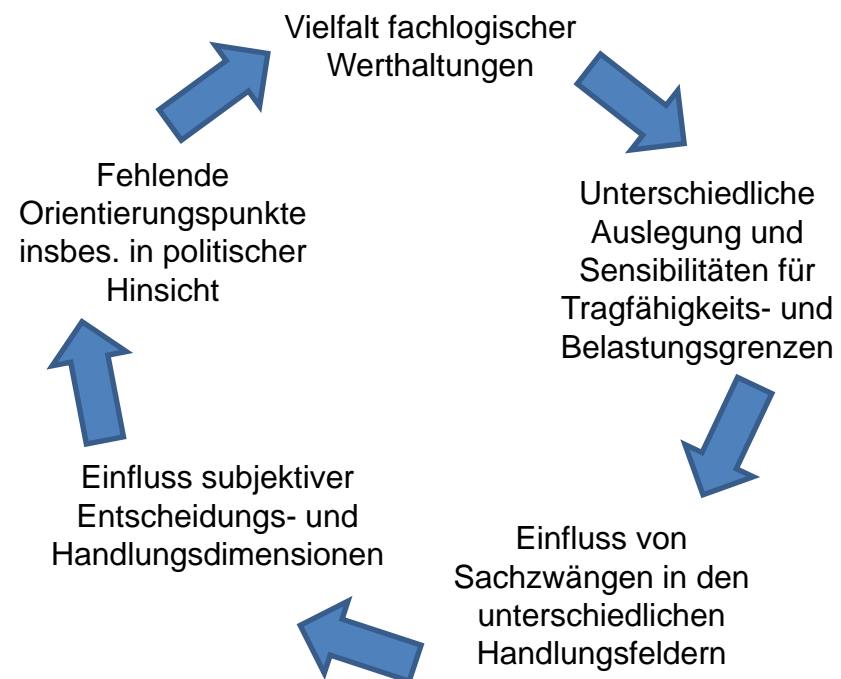 Vielfalt fachlogischer
Werthaltungen
Unterschiedliche
Auslegung und
Sensibilitäten für
Tragfähigkeits- und
Belastungsgrenzen
Einfluss von
Sachzwängen in den
unterschiedlichen
Handlungsfeldern
Einfluss subjektiver
Entscheidungs- und
Handlungsdimensionen
Fehlende
Orientierungspunkte
insbes. in politischer
Hinsicht